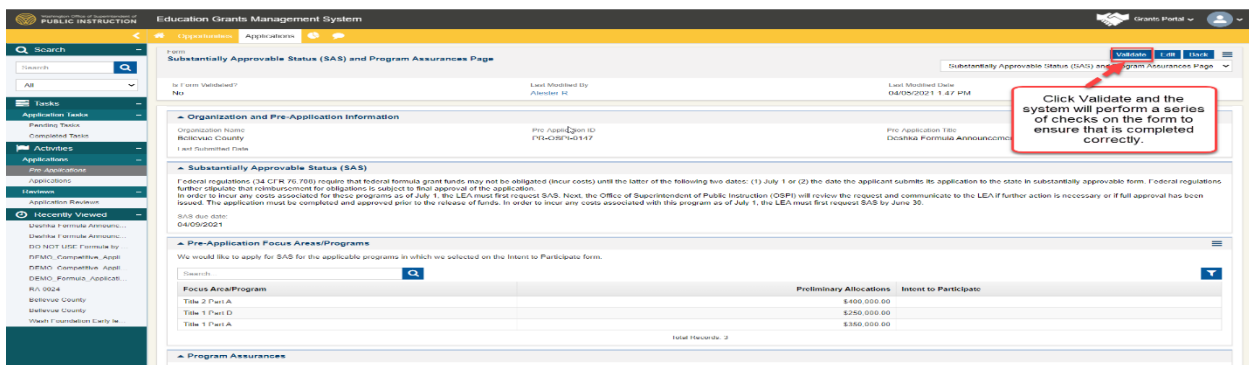 Washington Office of Superintendent of
PUBLIC INSTRUCTION
Education Grants Management System
Grants Portal
Opportunities Applications
Search
Search
All
Tasks
Application Tasks
Pending Tasks
Completed Tasks
Activities
Applications
Pre Applications
Applications
Reviews
Application Reviews
Recently Viewed
Deshka Formula Announc...
Deshka Formula Announc...
DO NOT USE Formula by ...
DEMO_Competitive_Appli...
DEMO_Competitive_Appli...
DEMO_Formula_Applicati...
RA 0024
Bellevue County
Bellevue County
Wash Foundation Early le...
Form
Substantially Approvable Status (SAS) and Program Assurances Page
Validate Edit Back
Substantially Approvable Status (SAS) and Program Assurances Page
Is Form Validated?
No
Last Modified By
Alester R
Last Modified Date
04/05/2021 1:47 PM
Click Validate and the
system will perform a series
of checks on the form to
ensure that is completed
correctly.
Organization and Pre-Application Information
Organization Name
Bellevue County
Pre Application ID
PR-OSPI-0147
Pre Application Title
Deshka Formula
Last Submitted Date
Substantially Approvable Status (SAS)
Federal regulations (34 CFR 76.708) require that federal formula grant funds may not be obligated (incur costs) until the latter of the following two dates: (1) July 1 or (2) the date the applicant submits its application to the state in substantially approvable form. Federal regulations
further stipulate that reimbursement for obligations is subject to final approval of the application.
In order to incur any costs associated for these programs as of July 1, the LEA must first request SAS. Next, the Office of Superintendent of Public Instruction (OSPI) will review the request and communicate to the LEA if further action is necessary or if full approval has been
issued. The application must be completed and approved prior to the release of funds. In order to incur any costs associated with this program as of July 1, the LEA must first request SAS by June 30.
SAS due date:
04/09/2021
Pre-Application Focus Areas/Programs
We would like to apply for SAS for the applicable programs in which we selected on the Intent to Participate form.
Search
Focus Area/Program Preliminary Allocations Intent to Participate
Title 2 Part A $400,000.00
Title 1 Part D $250,000.00
Title 1 Part A $350,000.00
Total Records: 3
Program Assurances